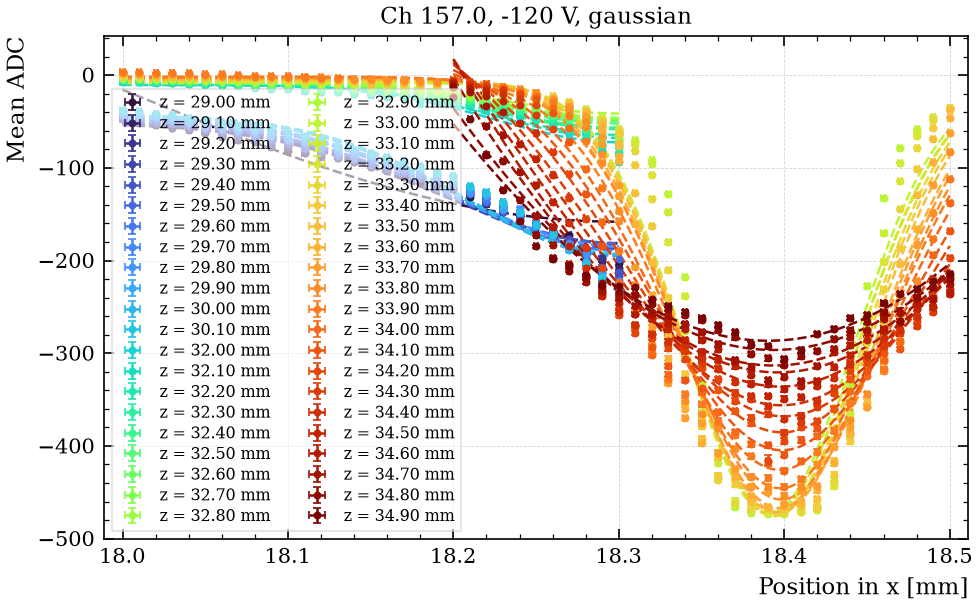 Ch 157.0, -120 V, gaussian
Mean ADC
0
−100
−200
−300
−400
−500
18.0
18.1
18.2
18.3
18.4
18.5
Position in x [mm]
z = 29.00 mm
z = 29.10 mm
z = 29.20 mm
z = 29.30 mm
z = 29.40 mm
z = 29.50 mm
z = 29.60 mm
z = 29.70 mm
z = 29.80 mm
z = 29.90 mm
z = 30.00 mm
z = 30.10 mm
z = 32.00 mm
z = 32.10 mm
z = 32.20 mm
z = 32.30 mm
z = 32.40 mm
z = 32.50 mm
z = 32.60 mm
z = 32.70 mm
z = 32.80 mm
z = 32.90 mm
z = 33.00 mm
z = 33.10 mm
z = 33.20 mm
z = 33.30 mm
z = 33.40 mm
z = 33.50 mm
z = 33.60 mm
z = 33.70 mm
z = 33.80 mm
z = 33.90 mm
z = 34.00 mm
z = 34.10 mm
z = 34.20 mm
z = 34.30 mm
z = 34.40 mm
z = 34.50 mm
z = 34.60 mm
z = 34.70 mm
z = 34.80 mm
z = 34.90 mm